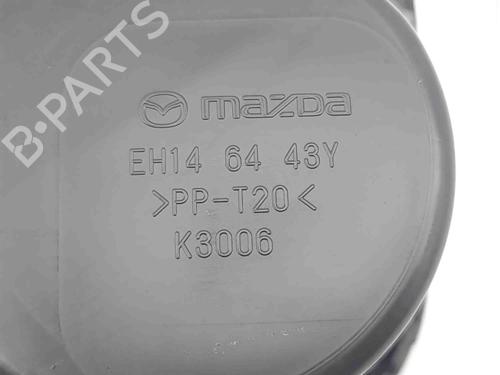 mazda
EH14 64 43Y
>PP-T20<
K3006
B-PARTS